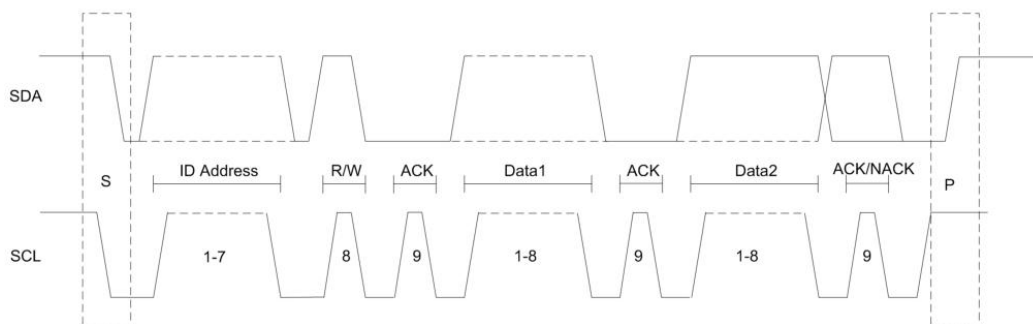 SDA
S ID Address R/W ACK Data1 ACK Data2 ACK/NACK P
SCL 1-7 8 9 1-8 9 1-8 9